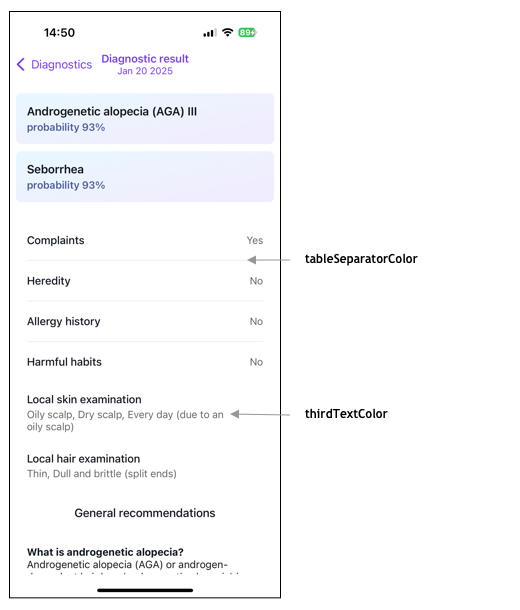 14:50
89
Diagnostics
Diagnostic result
Jan 20 2025
Androgenetic alopecia (AGA) III
probability 93%
Seborrhea
probability 93%
Complaints Yes
tableSeparatorColor
Heredity No
Allergy history No
Harmful habits No
Local skin examination
Oily scalp, Dry scalp, Every day (due to an
oily scalp)
thirdTextColor
Local hair examination
Thin, Dull and brittle (split ends)
General recommendations
What is androgenetic alopecia?
Androgenetic alopecia (AGA) or androgen-